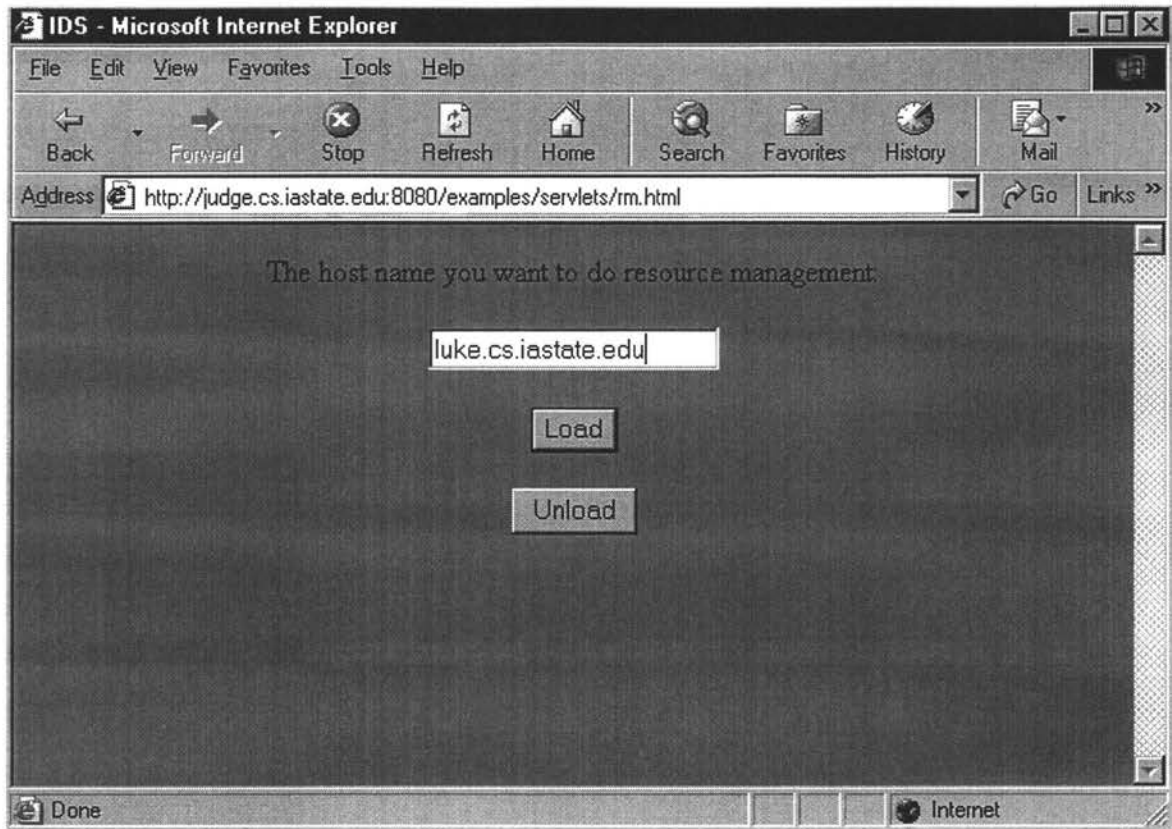 IDS - Microsoft Internet Explorer
File Edit View Favorites Tools Help
Back Forward Stop Refresh Home Search Favorites History Mail »
Address http://judge.cs.iastate.edu:8080/examples/servlets/rm.html Go Links »
The host name you want to do resource management:
luke.cs.iastate.edu
Load
Unload
Done Internet